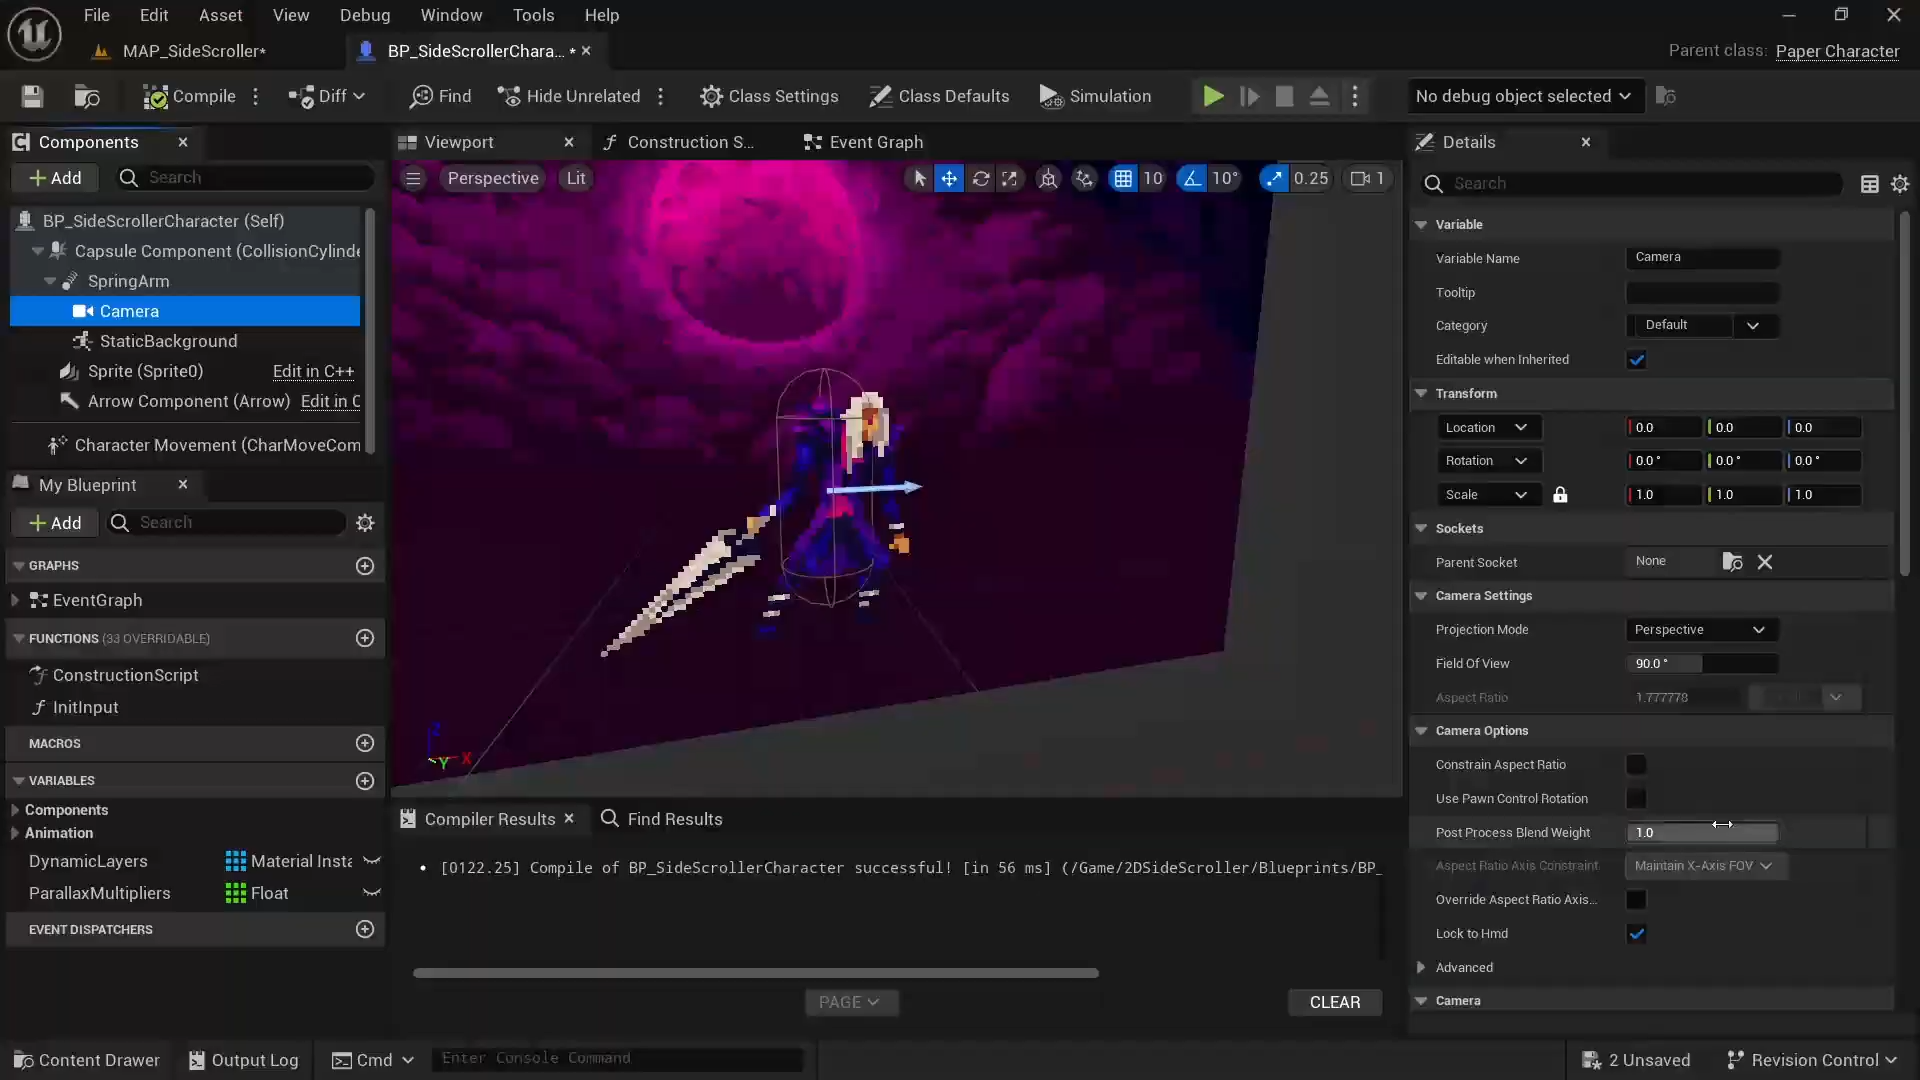 File Edit Asset View Debug Window Tools Help
MAP_SideScroller*
BP_SideScrollerChara... *
Parent class: Paper Character
Compile
Diff
Find
Hide Unrelated
Class Settings
Class Defaults
Simulation
No debug object selected
Components
Add
Search
BP_SideScrollerCharacter (Self)
Capsule Component (CollisionCylinde
SpringArm
Camera
StaticBackground
Sprite (Sprite0) Edit in C++
Arrow Component (Arrow) Edit in C
Character Movement (CharMoveCom
My Blueprint
Add
Search
GRAPHS
EventGraph
FUNCTIONS (33 OVERRIDABLE)
ConstructionScript
InitInput
MACROS
VARIABLES
Components
Animation
DynamicLayers Material Insta
ParallaxMultipliers Float
EVENT DISPATCHERS
Viewport
Construction S...
Event Graph
Perspective
Lit
10
10°
0.25
1
Z
Y
X
Compiler Results
Find Results
[0122.25] Compile of BP_SideScrollerCharacter successful! [in 56 ms] (/Game/2DSideScroller/Blueprints/BP_
PAGE
CLEAR
Details
Search
Variable
Variable Name Camera
Tooltip
Category Default
Editable when Inherited
Transform
Location 0.0 0.0 0.0
Rotation 0.0 ° 0.0 ° 0.0 °
Scale 1.0 1.0 1.0
Sockets
Parent Socket None
Camera Settings
Projection Mode Perspective
Field Of View 90.0 °
Aspect Ratio 1.777778
Camera Options
Constrain Aspect Ratio
Use Pawn Control Rotation
Post Process Blend Weight 1.0
Aspect Ratio Axis Constraint Maintain X-Axis FOV
Override Aspect Ratio Axis...
Lock to Hmd
Advanced
Camera
Content Drawer
Output Log
Cmd
Enter Console Command
2 Unsaved
Revision Control